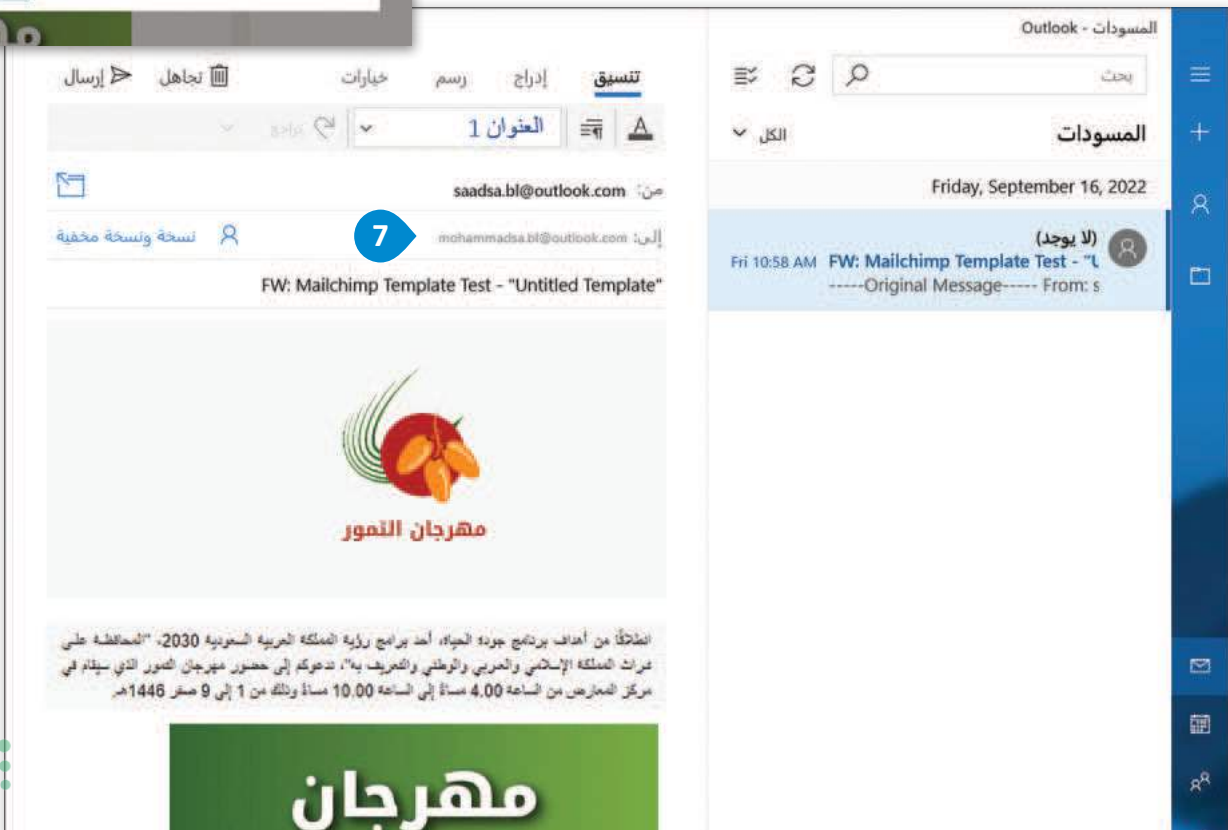 المسودات - Outlook
بحث
المسودات
الكل
Friday, September 16, 2022
(لا يوجد)
FW: Mailchimp Template Test - "U
Fri 10:58 AM
-----Original Message----- From: s
تنسيق إدراج رسم خيارات تجاهل إرسال
العنوان 1 تراجع
من: saadsa.bl@outlook.com
إلى: mohammadsa.bl@outlook.com
7
نسخة ونسخة مخفية
FW: Mailchimp Template Test - "Untitled Template"
مهرجان التمور
انطلاقًا من أهداف برنامج جودة الحياة، أحد برامج رؤية المملكة العربية السعودية 2030، "المحافظة على
تراث المملكة الإسلامي والعربي والوطني والتعريف به"، ندعوكم إلى حضور مهرجان التمور الذي سيقام في
مركز المعارض من الساعة 4.00 مساءً إلى الساعة 10.00 مساءً وذلك من 1 إلى 9 صفر 1446هـ.
مهرجان